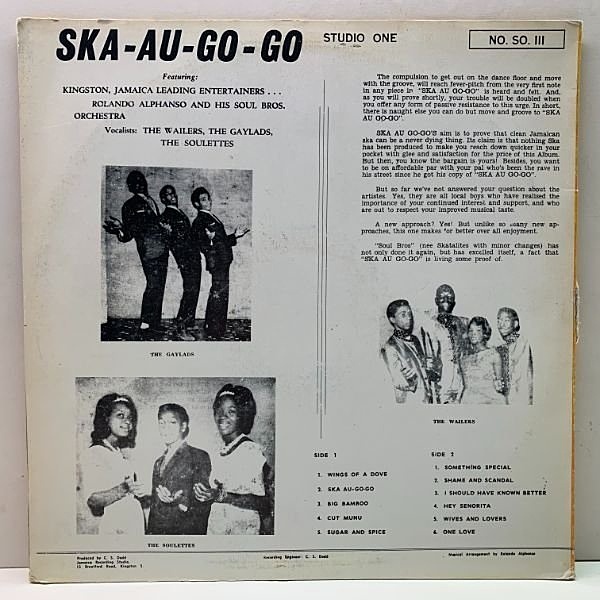 SKA-AU-GO-GO
STUDIO ONE
NO. SO. III
Featuring:
KINGSTON, JAMAICA LEADING ENTERTAINERS . . .
ROLANDO ALPHANSO AND HIS SOUL BROS.
ORCHESTRA
Vocalists: THE WAILERS, THE GAYLADS,
THE SOULETTES
THE GAYLADS
THE SOULETTES
The compulsion to get out on the dance floor and move
with the groove, will reach fever-pitch from the very first note
in any piece in "SKA AU GO-GO" is heard and felt. And,
as you will prove shortly, your trouble will be doubled when
you offer any form of passive resistance to this urge. In short,
there is naught else you can do but move and groove to "SKA
AU GO-GO".
SKA AU GO-GO'S aim is to prove that clean Jamaican
ska can be a never dying thing. Its claim is that nothing Ska
has been produced to make you reach down quicker in your
pocket with glee and satisfaction for the price of this Album.
But then, you know the bargain is yours! Besides, you want
to be on affordable par with your pal who's been the rave in
his street since he got his copy of "SKA AU GO-GO".
But so far we've not answered your question about the
artistes. Yes, they are all local boys who have realised the
importance of your continued interest and support, and who
are out to respect your improved musical taste.
A new approach? Yes! But unlike so many new ap-
proaches, this one makes for better over all enjoyment.
"Soul Bros" (nee Skatalites with minor changes) has
not only done it again, but has excelled itself, a fact that
"SKA AU GO-GO" is living some proof of.
THE WAILERS
SIDE 1
1. WINGS OF A DOVE
2. SKA AU-GO-GO
3. BIG BAMBOO
4. CUT MUNU
5. SUGAR AND SPICE
SIDE 2
1. SOMETHING SPECIAL
2. SHAME AND SCANDAL
3. I SHOULD HAVE KNOWN BETTER
4. HEY SENORITA
5. WIVES AND LOVERS
6. ONE LOVE
Produced by C. S. Dodd
Jamaica Recording Studio
13 Brentford Road, Kingston 5
Recording Engineer: C. S. Dodd
Musical Arrangement by Rolando Alphanso